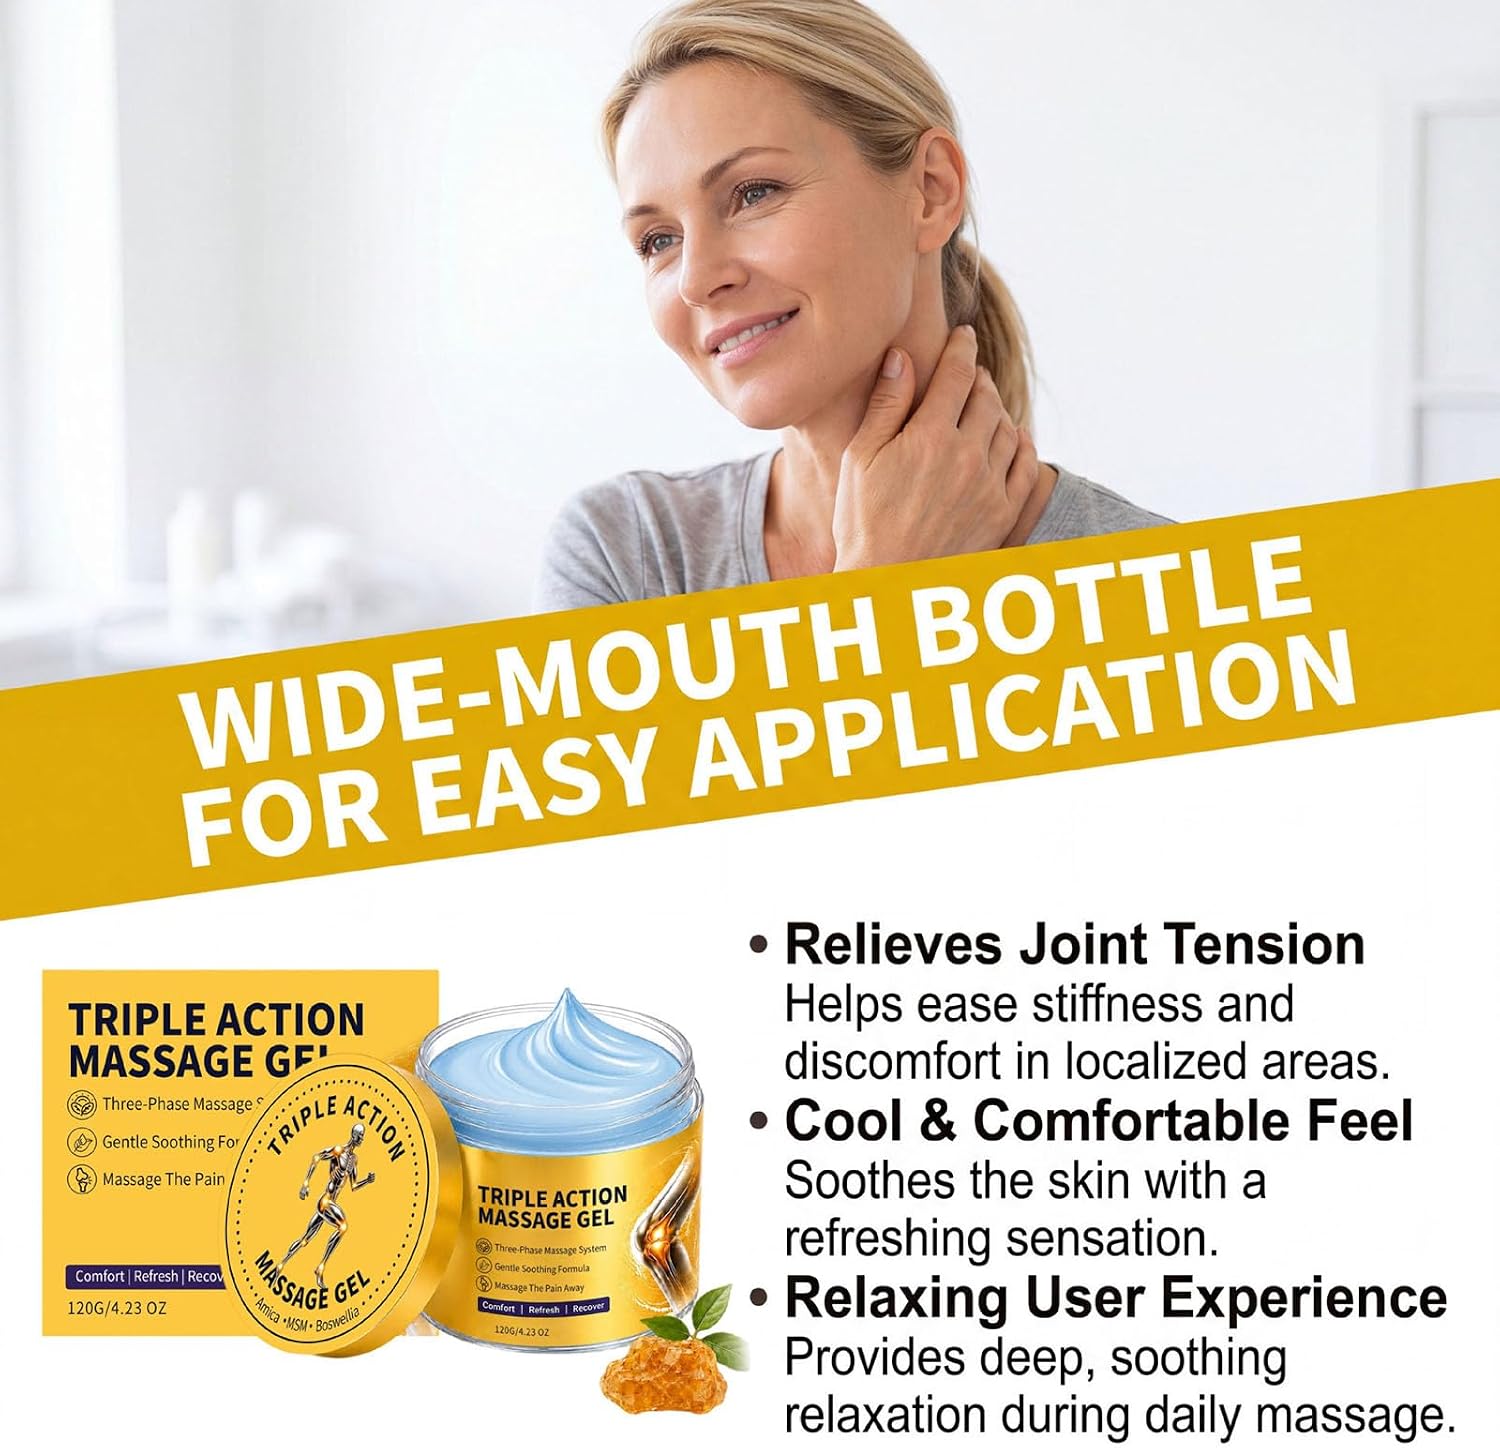 WIDE-MOUTH BOTTLE
FOR EASY APPLICATION
• Relieves Joint Tension
Helps ease stiffness and
discomfort in localized areas.
• Cool & Comfortable Feel
Soothes the skin with a
refreshing sensation.
• Relaxing User Experience
Provides deep, soothing
relaxation during daily massage.
TRIPLE ACTION
MASSAGE GEL
Three-Phase Massage S
Gentle Soothing For
Massage The Pain
Comfort | Refresh | Recov
120G/4.23 OZ
TRIPLE ACTION
MASSAGE GEL
Arnica • MSM • Boswellia
TRIPLE ACTION
MASSAGE GEL
Three-Phase Massage System
Gentle Soothing Formula
Massage The Pain Away
Comfort | Refresh | Recover
120G/4.23 OZ